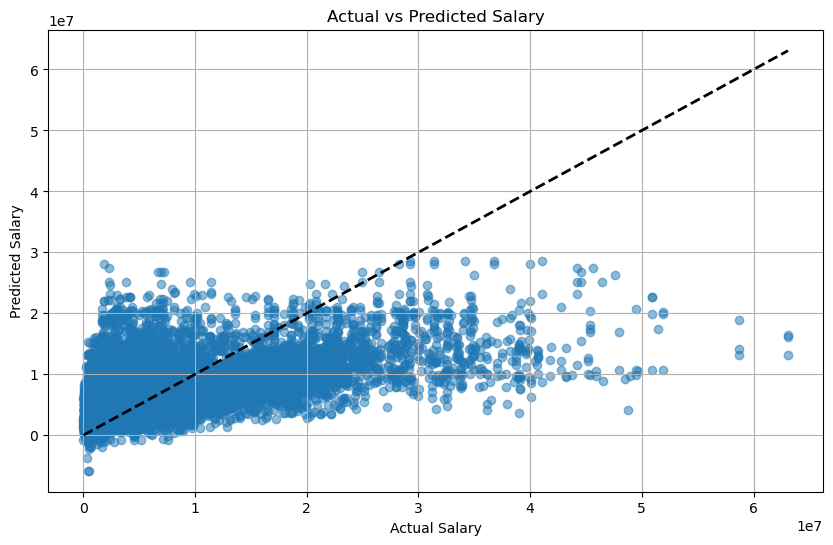 Actual vs Predicted Salary
1e7
6
5
4
3
2
1
0
Predicted Salary
0 1 2 3 4 5 6
1e7
Actual Salary